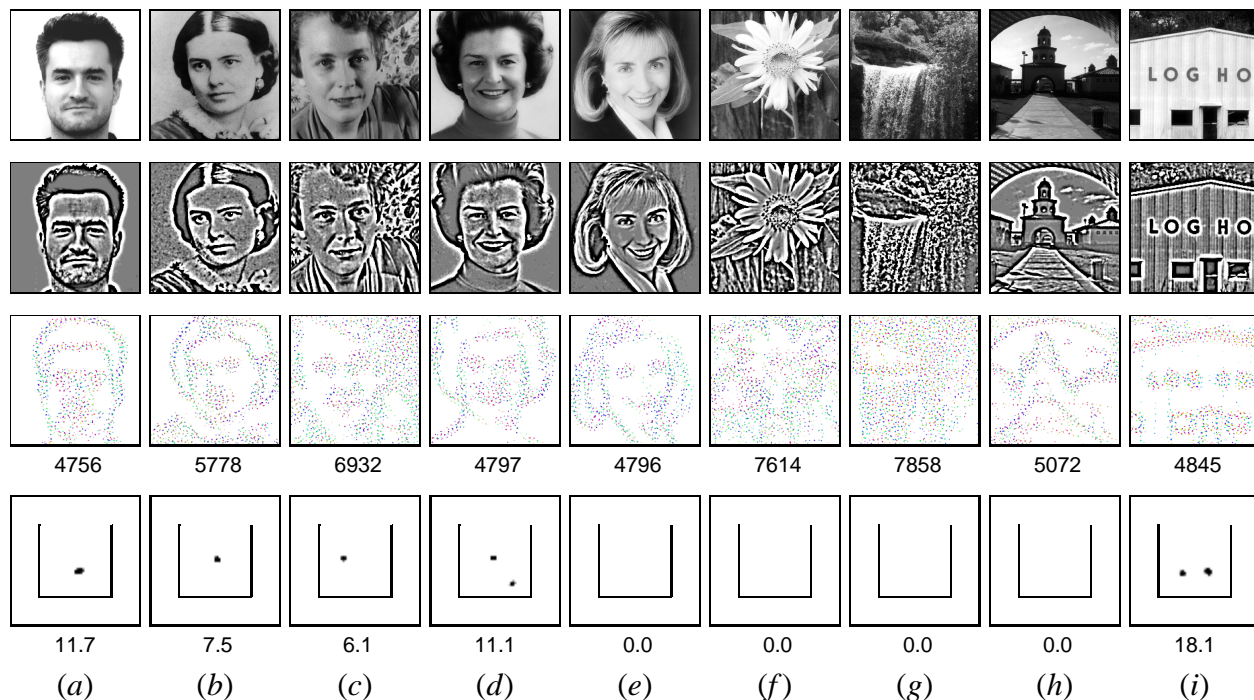 LOG HO
LOG HO
4756 5778 6932 4797 4796 7614 7858 5072 4845
11.7 7.5 6.1 11.1 0.0 0.0 0.0 0.0 18.1
(a) (b) (c) (d) (e) (f) (g) (h) (i)